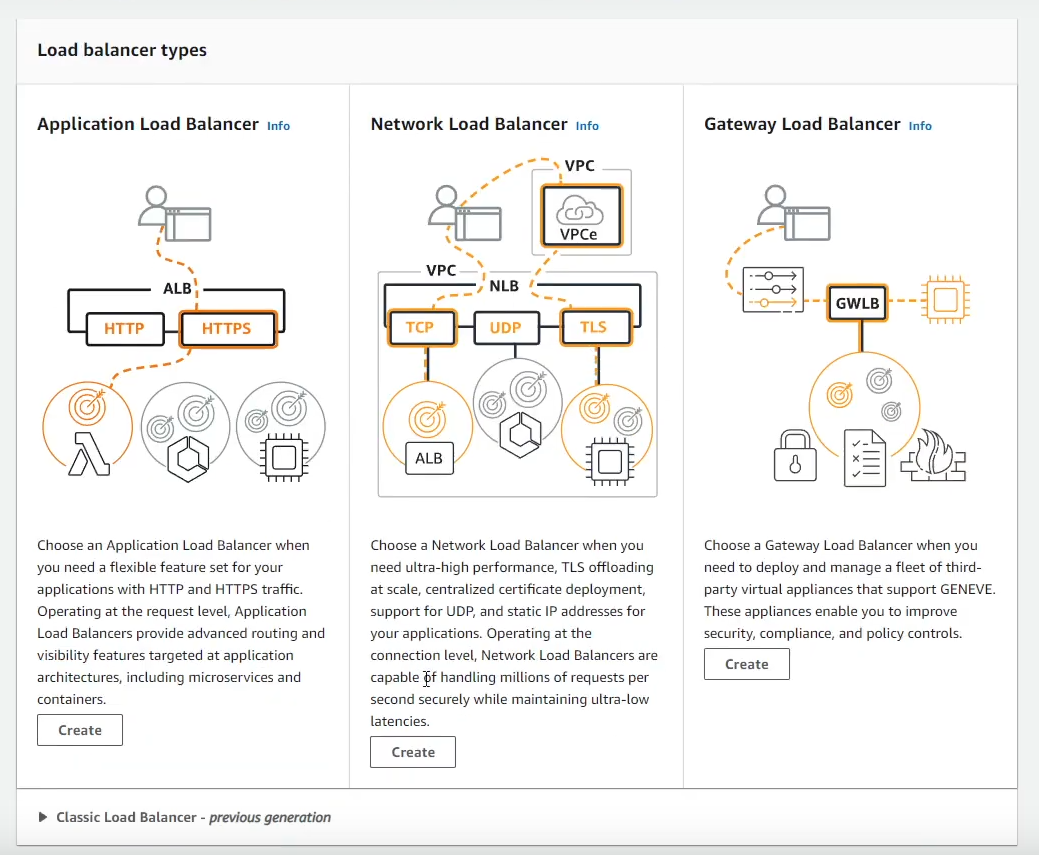 Load balancer types
Application Load Balancer Info
ALB
HTTP
HTTPS
Choose an Application Load Balancer when
you need a flexible feature set for your
applications with HTTP and HTTPS traffic.
Operating at the request level, Application
Load Balancers provide advanced routing and
visibility features targeted at application
architectures, including microservices and
containers.
Create
Network Load Balancer Info
VPC
VPCe
VPC
NLB
TCP
UDP
TLS
ALB
Choose a Network Load Balancer when you
need ultra-high performance, TLS offloading
at scale, centralized certificate deployment,
support for UDP, and static IP addresses for
your applications. Operating at the
connection level, Network Load Balancers are
capable of handling millions of requests per
second securely while maintaining ultra-low
latencies.
Create
Gateway Load Balancer Info
GWLB
Choose a Gateway Load Balancer when you
need to deploy and manage a fleet of third-
party virtual appliances that support GENEVE.
These appliances enable you to improve
security, compliance, and policy controls.
Create
Classic Load Balancer - previous generation